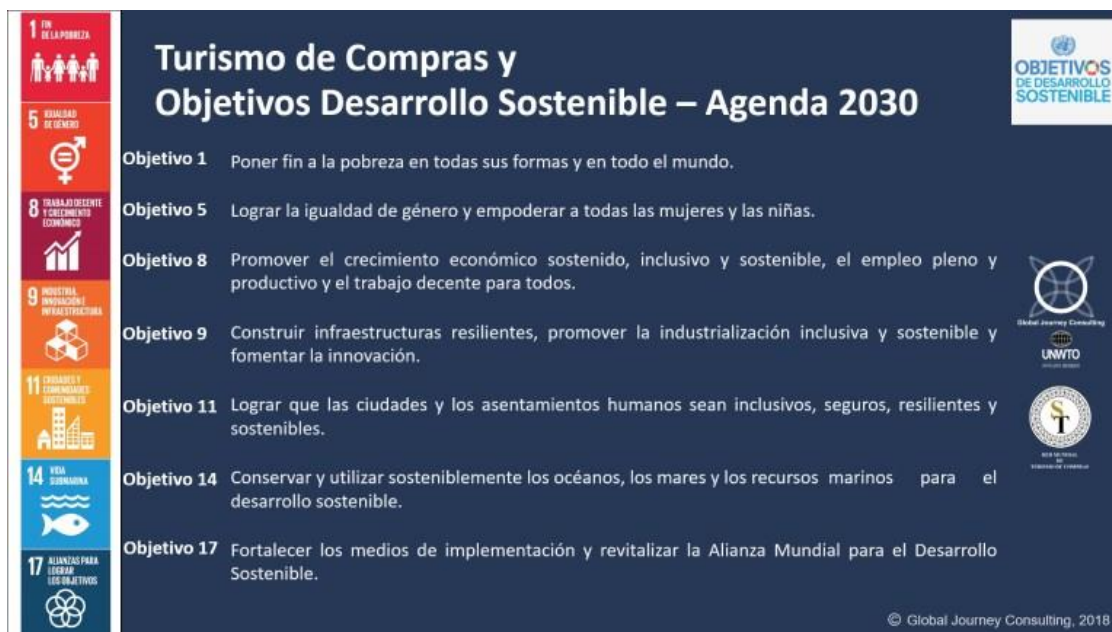 1 FIN
DE LA POBREZA
5 IGUALDAD
DE GÉNERO
8 TRABAJO DECENTE
Y CRECIMIENTO
ECONÓMICO
9 INDUSTRIA,
INNOVACIÓN E
INFRAESTRUCTURA
11 CIUDADES Y
COMUNIDADES
SOSTENIBLES
14 VIDA
SUBMARINA
17 ALIANZAS PARA
LOGRAR
LOS OBJETIVOS
Turismo de Compras y
Objetivos Desarrollo Sostenible – Agenda 2030
Objetivo 1 Poner fin a la pobreza en todas sus formas y en todo el mundo.
Objetivo 5 Lograr la igualdad de género y empoderar a todas las mujeres y las niñas.
Objetivo 8 Promover el crecimiento económico sostenido, inclusivo y sostenible, el empleo pleno y
productivo y el trabajo decente para todos.
Objetivo 9 Construir infraestructuras resilientes, promover la industrialización inclusiva y sostenible y
fomentar la innovación.
Objetivo 11 Lograr que las ciudades y los asentamientos humanos sean inclusivos, seguros, resilientes y
sostenibles.
Objetivo 14 Conservar y utilizar sosteniblemente los océanos, los mares y los recursos marinos para el
desarrollo sostenible.
Objetivo 17 Fortalecer los medios de implementación y revitalizar la Alianza Mundial para el Desarrollo
Sostenible.
OBJETIVOS
DE DESARROLLO
SOSTENIBLE
Global Journey Consulting
UNWTO
ST
RED MUNDIAL
DE
TURISMO DE COMPRAS
© Global Journey Consulting, 2018